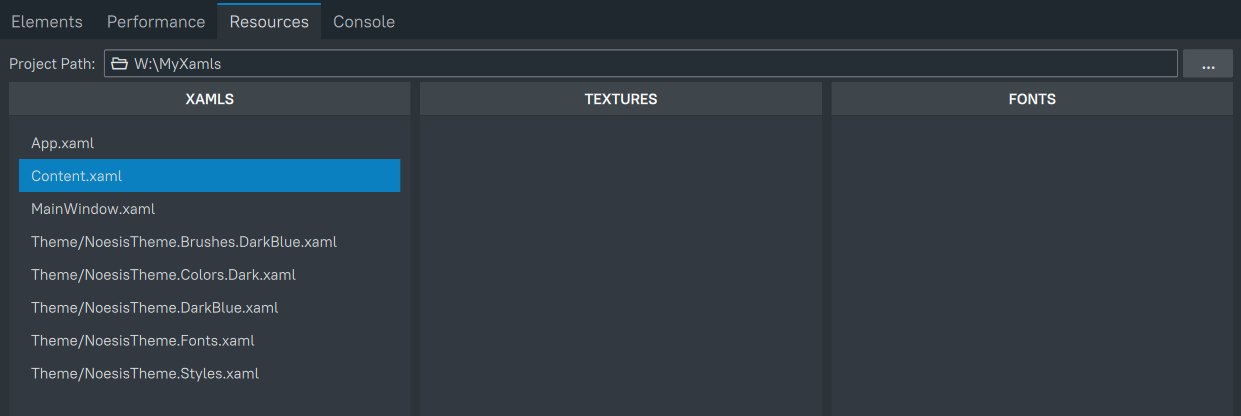 Elements Performance Resources Console
Project Path: W:\MyXamls ...
XAMLS TEXTURES FONTS
App.xaml
Content.xaml
MainWindow.xaml
Theme/NoesisTheme.Brushes.DarkBlue.xaml
Theme/NoesisTheme.Colors.Dark.xaml
Theme/NoesisTheme.DarkBlue.xaml
Theme/NoesisTheme.Fonts.xaml
Theme/NoesisTheme.Styles.xaml